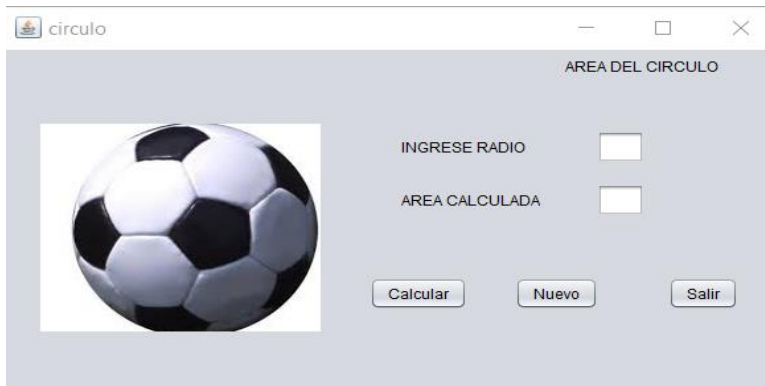 circulo
AREA DEL CIRCULO
INGRESE RADIO
AREA CALCULADA
Calcular Nuevo Salir